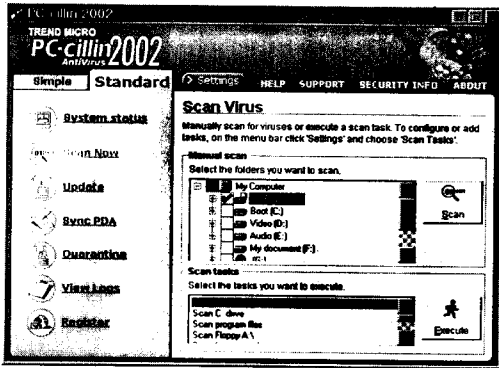 PC-cillin 2002
TREND MICRO
PC-cillin 2002
AntiVirus
Simple Standard Settings HELP SUPPORT SECURITY INFO ABOUT
System status
Scan Now
Update
Sync PDA
Quarantine
View Logs
Register
Scan Virus
Manually scan for viruses or execute a scan task. To configure or add
tasks, on the menu bar click 'Settings' and choose 'Scan Tasks'.
Manual scan
Select the folders you want to scan.
My Computer
Boot (C:)
Video (D:)
Audio (E:)
My document (F:)
Scan
Scan tasks
Select the tasks you want to execute.
Scan C drive
Scan program files
Scan Floppy A:\
Execute